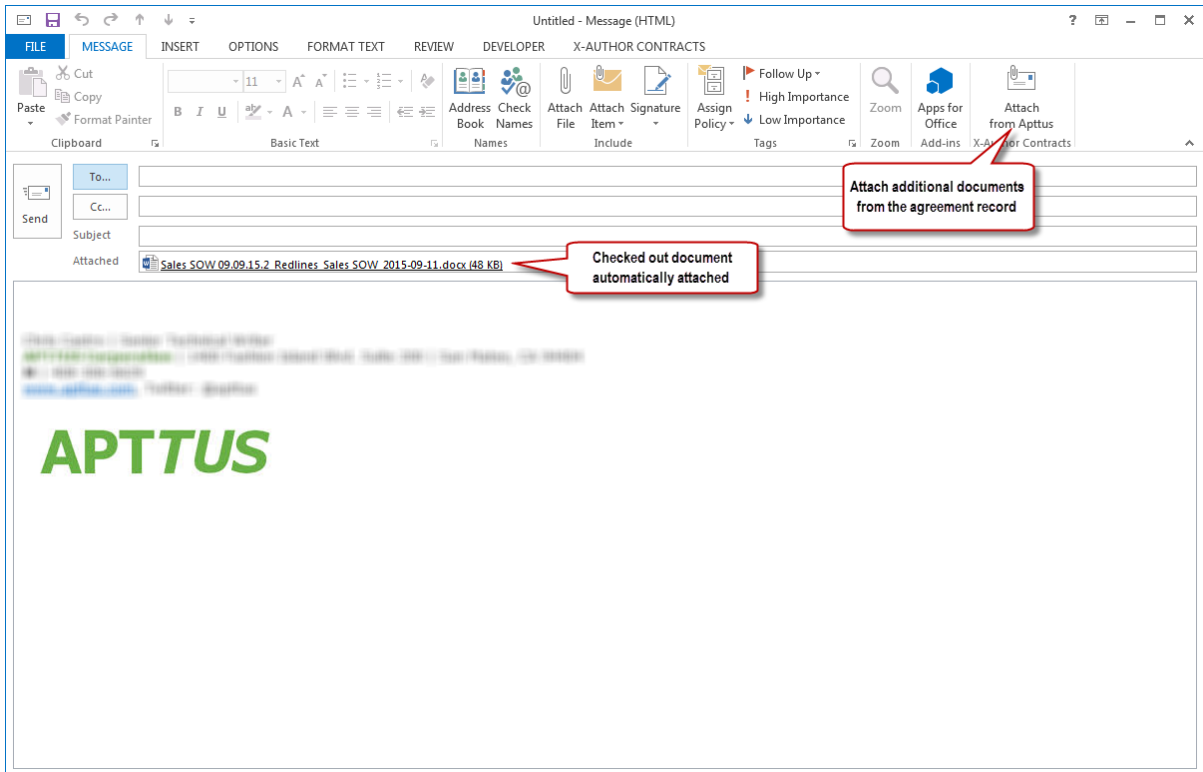 Untitled - Message (HTML)
?
FILE MESSAGE INSERT OPTIONS FORMAT TEXT REVIEW DEVELOPER X-AUTHOR CONTRACTS
Paste
Cut
Copy
Format Painter
Clipboard
11 A A
B I U A
Basic Text
Address Book
Check Names
Names
Attach File
Attach Item
Signature
Include
Assign Policy
Follow Up
High Importance
Low Importance
Tags
Zoom
Zoom
Apps for Office
Add-ins
Attach from Apttus
X-Author Contracts
Attach additional documents
from the agreement record
Send
To...
Cc...
Subject
Attached Sales SOW 09.09.15.2_Redlines_Sales SOW_2015-09-11.docx (48 KB)
Checked out document
automatically attached
APTTUS